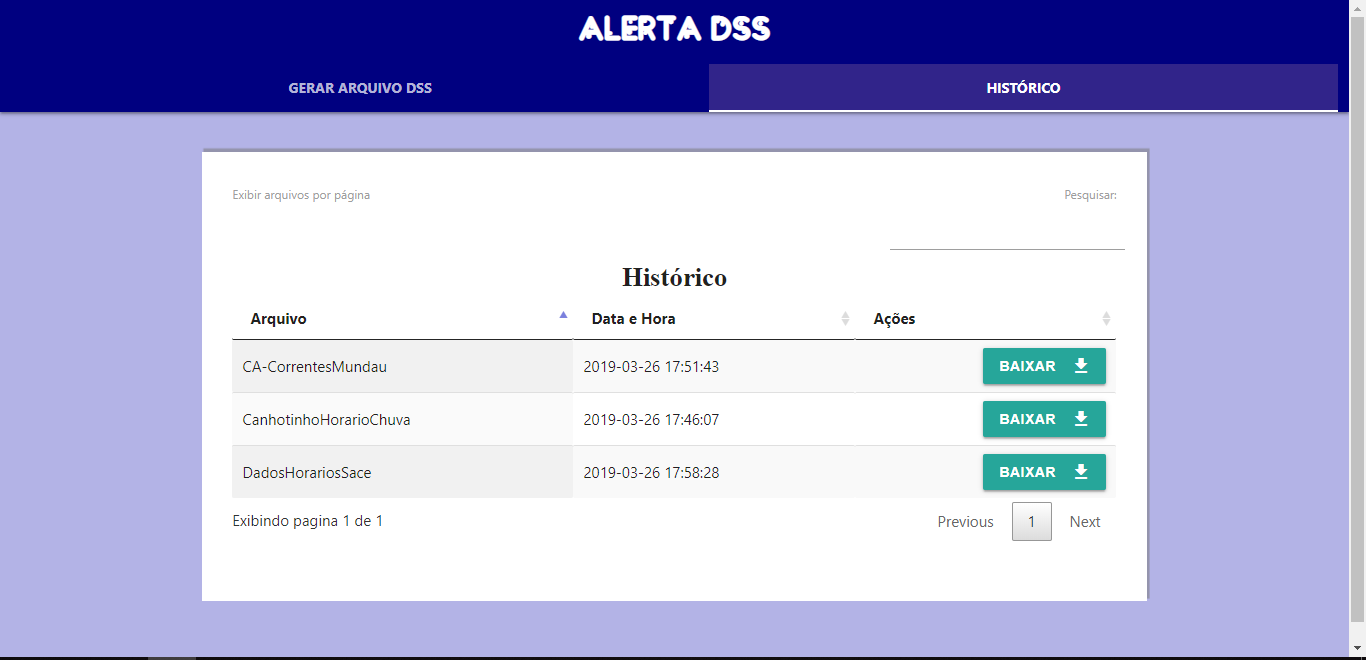 ALERTA DSS
GERAR ARQUIVO DSS HISTÓRICO
Exibir arquivos por página Pesquisar:
Histórico
Arquivo Data e Hora Ações
CA-CorrentesMundau 2019-03-26 17:51:43 BAIXAR
CanhotinhoHorarioChuva 2019-03-26 17:46:07 BAIXAR
DadosHorariosSace 2019-03-26 17:58:28 BAIXAR
Exibindo pagina 1 de 1 Previous 1 Next